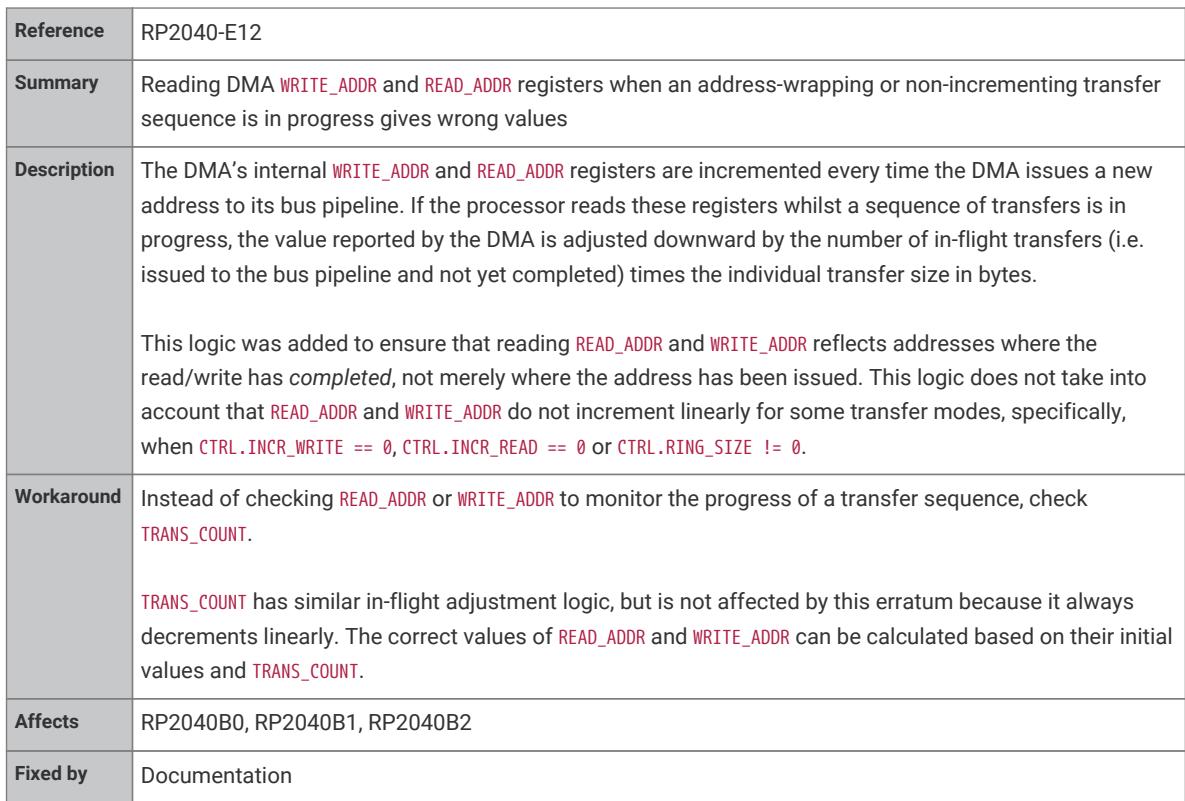 Reference RP2040-E12
Summary Reading DMA WRITE_ADDR and READ_ADDR registers when an address-wrapping or non-incrementing transfer
sequence is in progress gives wrong values
Description The DMA’s internal WRITE_ADDR and READ_ADDR registers are incremented every time the DMA issues a new
address to its bus pipeline. If the processor reads these registers whilst a sequence of transfers is in
progress, the value reported by the DMA is adjusted downward by the number of in-flight transfers (i.e.
issued to the bus pipeline and not yet completed) times the individual transfer size in bytes.
This logic was added to ensure that reading READ_ADDR and WRITE_ADDR reflects addresses where the
read/write has completed, not merely where the address has been issued. This logic does not take into
account that READ_ADDR and WRITE_ADDR do not increment linearly for some transfer modes, specifically,
when CTRL.INCR_WRITE == 0, CTRL.INCR_READ == 0 or CTRL.RING_SIZE != 0.
Workaround Instead of checking READ_ADDR or WRITE_ADDR to monitor the progress of a transfer sequence, check
TRANS_COUNT.
TRANS_COUNT has similar in-flight adjustment logic, but is not affected by this erratum because it always
decrements linearly. The correct values of READ_ADDR and WRITE_ADDR can be calculated based on their initial
values and TRANS_COUNT.
Affects RP2040B0, RP2040B1, RP2040B2
Fixed by Documentation